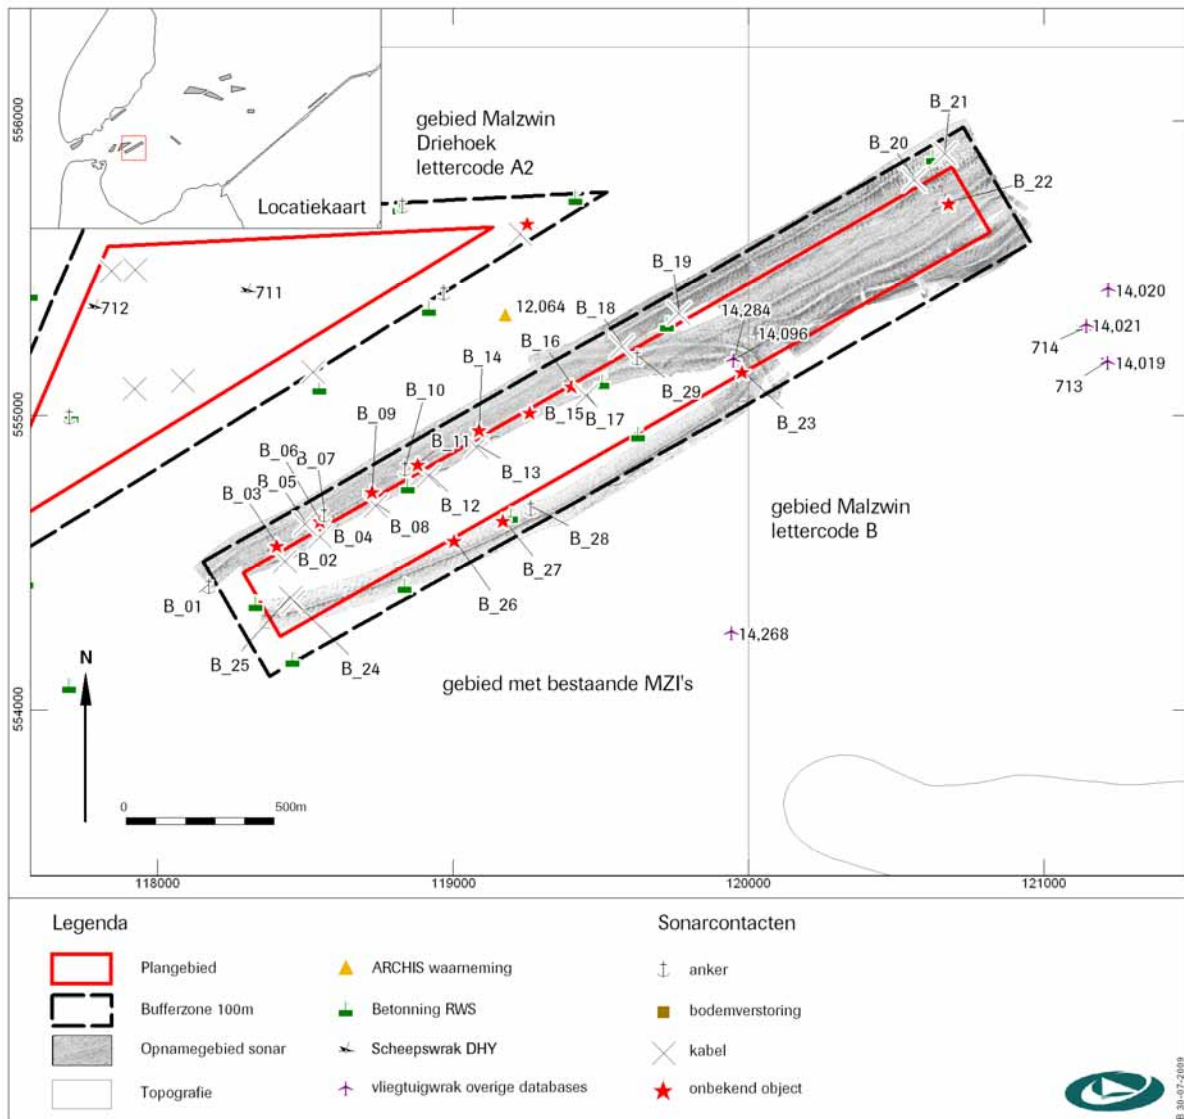 Locatiekaart
gebied Malzwin
Driehoek
lettercode A2
556000
555000
554000
B_21
B_20
B_22
B_19
B_18
14,284
14,096
12,064
711
712
14,020
14,021
714
14,019
713
B_16
B_14
B_29
B_10
B_15
B_17
B_23
B_09
B_11
B_13
B_06
B_07
B_05
B_03
B_12
B_08
B_04
B_02
B_28
B_27
B_26
B_01
B_25
B_24
gebied Malzwin
lettercode B
14,268
gebied met bestaande MZI's
N
0 500m
118000 119000 120000 121000
Legenda
Plangebied
Bufferzone 100m
Opnamegebied sonar
Topografie
ARCHIS waarneming
Betonning RWS
Scheepswrak DHY
vliegtuigwrak overige databases
Sonarcontacten
anker
bodemverstoring
kabel
onbekend object
B 30-07-2009